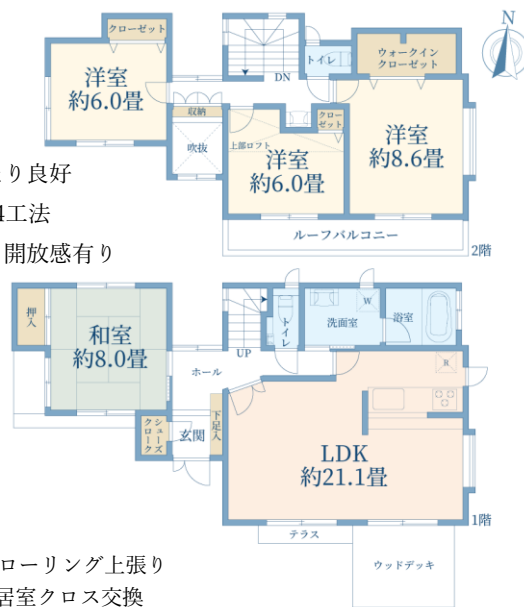 クローゼット
N
洋室
約6.0畳
DN
トイレ
ウォークイン
クローゼット
収納
吹抜
上部ロフト
クロー
ゼット
洋室
約6.0畳
洋室
約8.6畳
り良好
4工法
開放感有り
ルーフバルコニー
2階
押入
和室
約8.0畳
UP
トイレ
洗面室
W
浴室
ホール
R
シューズ
クローク
玄関
下足入
LDK
約21.1畳
1階
テラス
ウッドデッキ
ローリング上張り
居室クロス交換